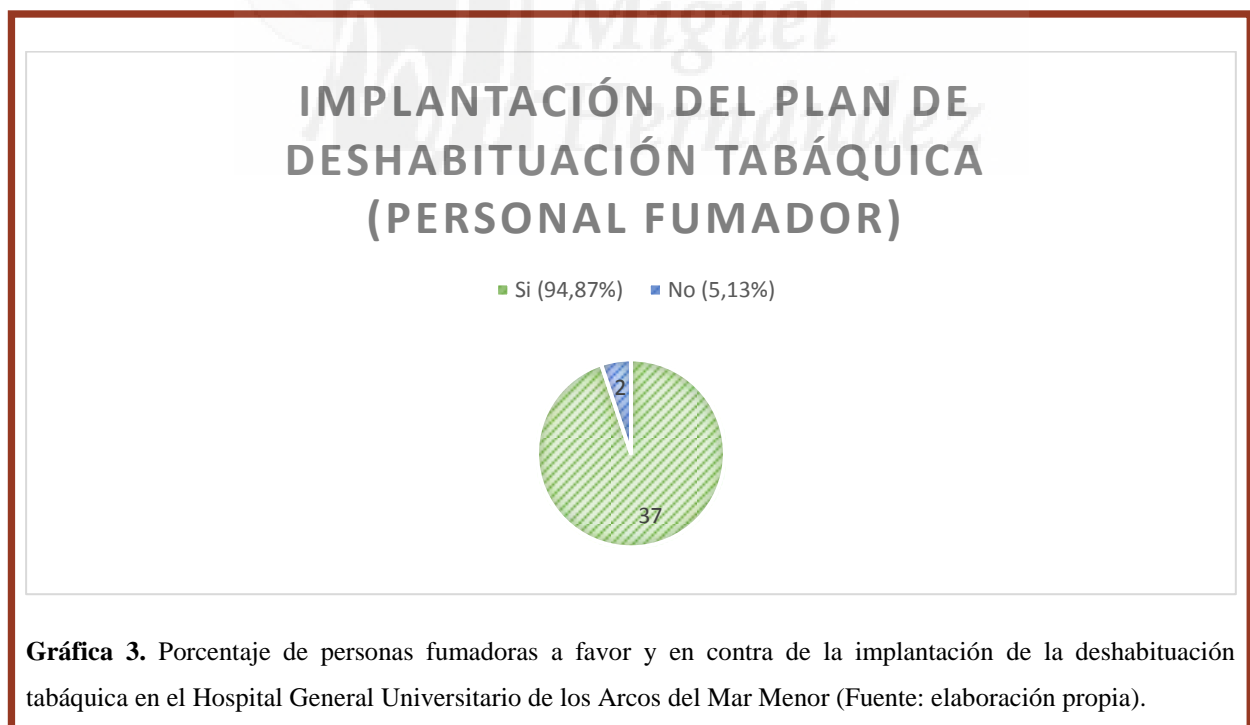 Miguel
Hernández
IMPLANTACIÓN DEL PLAN DE
DESHABITUACIÓN TABÁQUICA
(PERSONAL FUMADOR)
Si (94,87%) No (5,13%)
2
37
Gráfica 3. Porcentaje de personas fumadoras a favor y en contra de la implantación de la deshabituación
tabáquica en el Hospital General Universitario de los Arcos del Mar Menor (Fuente: elaboración propia).